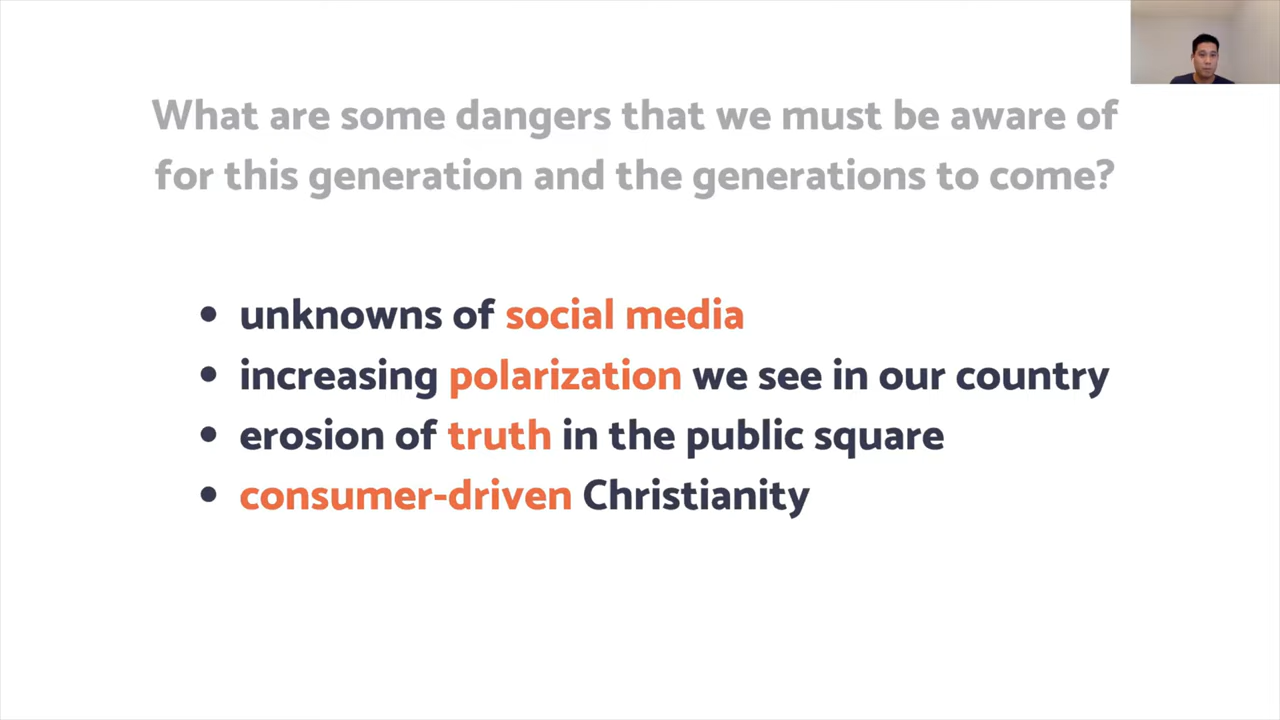 What are some dangers that we must be aware of
for this generation and the generations to come?
• unknowns of social media
• increasing polarization we see in our country
• erosion of truth in the public square
• consumer-driven Christianity